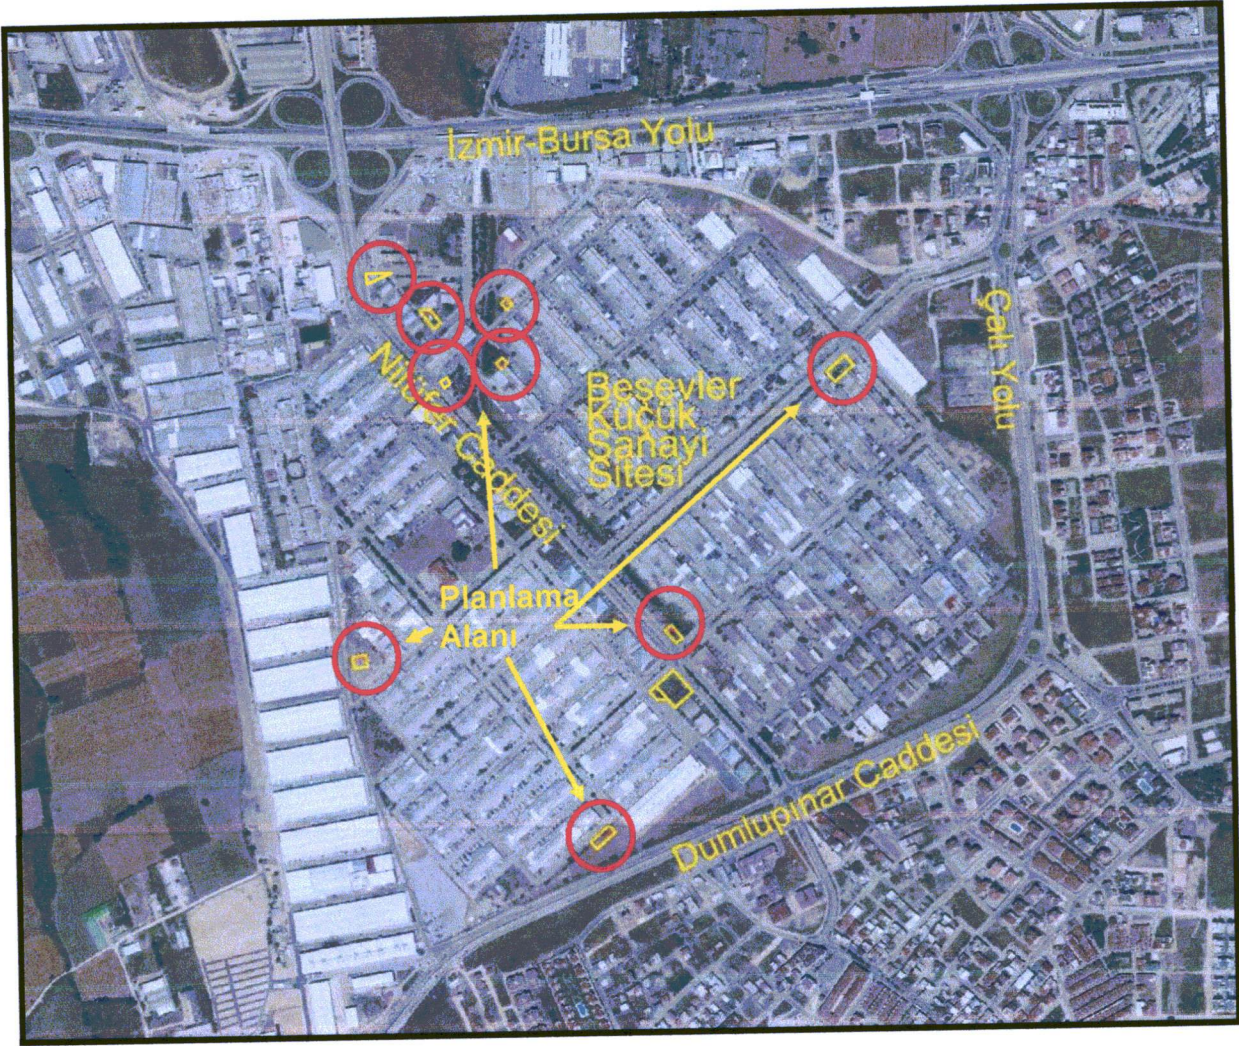 İzmir-Bursa Yolu
Çalı Yolu
Nilüfer Caddesi
Beşevler
Küçük
Sanayi
Sitesi
Planlama
Alanı
Dumlupınar Caddesi